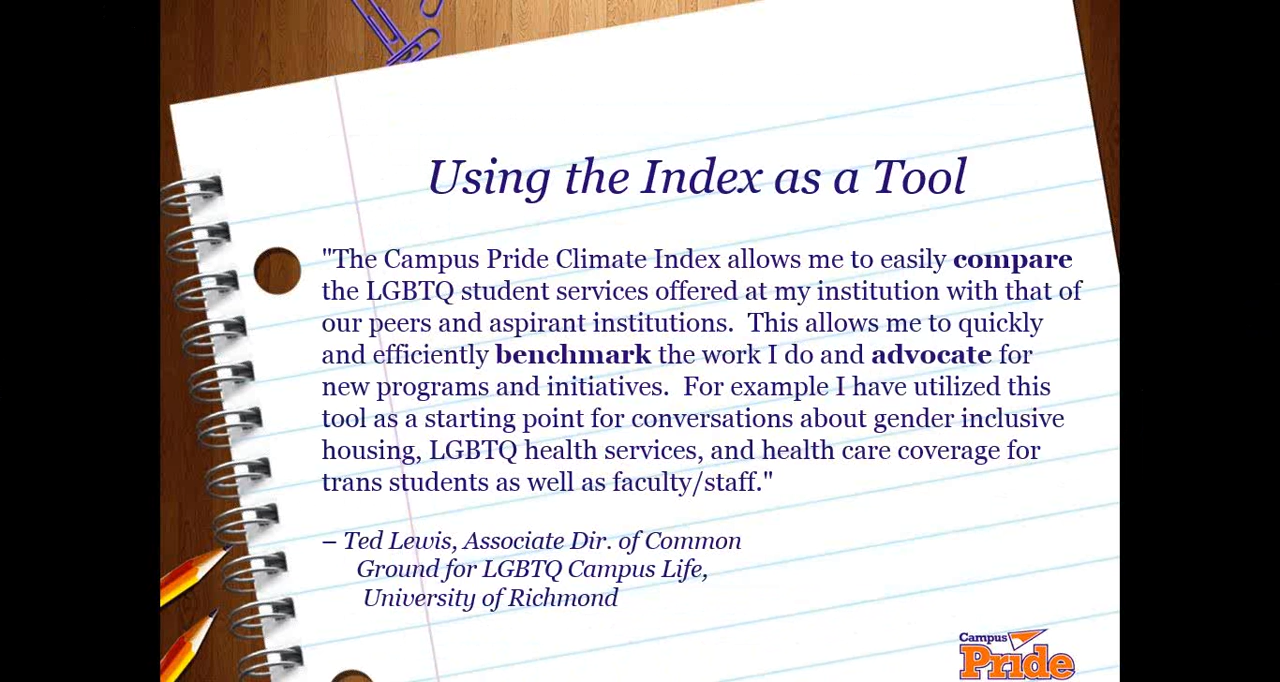 Using the Index as a Tool
"The Campus Pride Climate Index allows me to easily compare
the LGBTQ student services offered at my institution with that of
our peers and aspirant institutions.  This allows me to quickly
and efficiently benchmark the work I do and advocate for
new programs and initiatives.  For example I have utilized this
tool as a starting point for conversations about gender inclusive
housing, LGBTQ health services, and health care coverage for
trans students as well as faculty/staff."
– Ted Lewis, Associate Dir. of Common
Ground for LGBTQ Campus Life,
University of Richmond
Campus
Pride